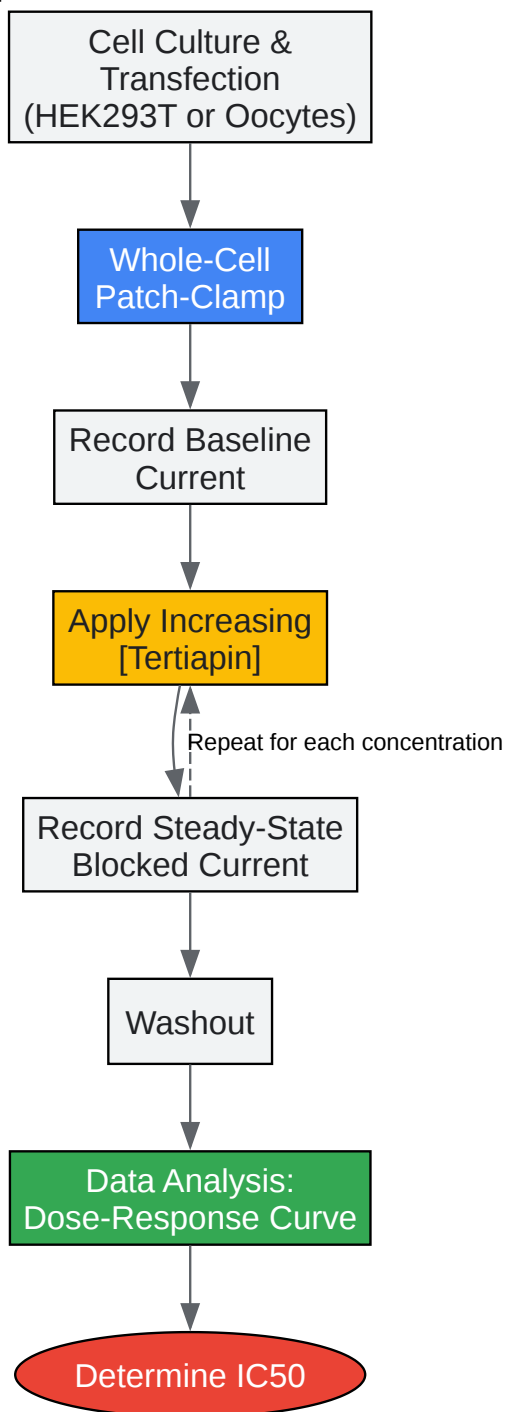 Cell Culture &
Transfection
(HEK293T or Oocytes)
Whole-Cell
Patch-Clamp
Record Baseline
Current
Apply Increasing
[Tertiapin]
Repeat for each concentration
Record Steady-State
Blocked Current
Washout
Data Analysis:
Dose-Response Curve
Determine IC50